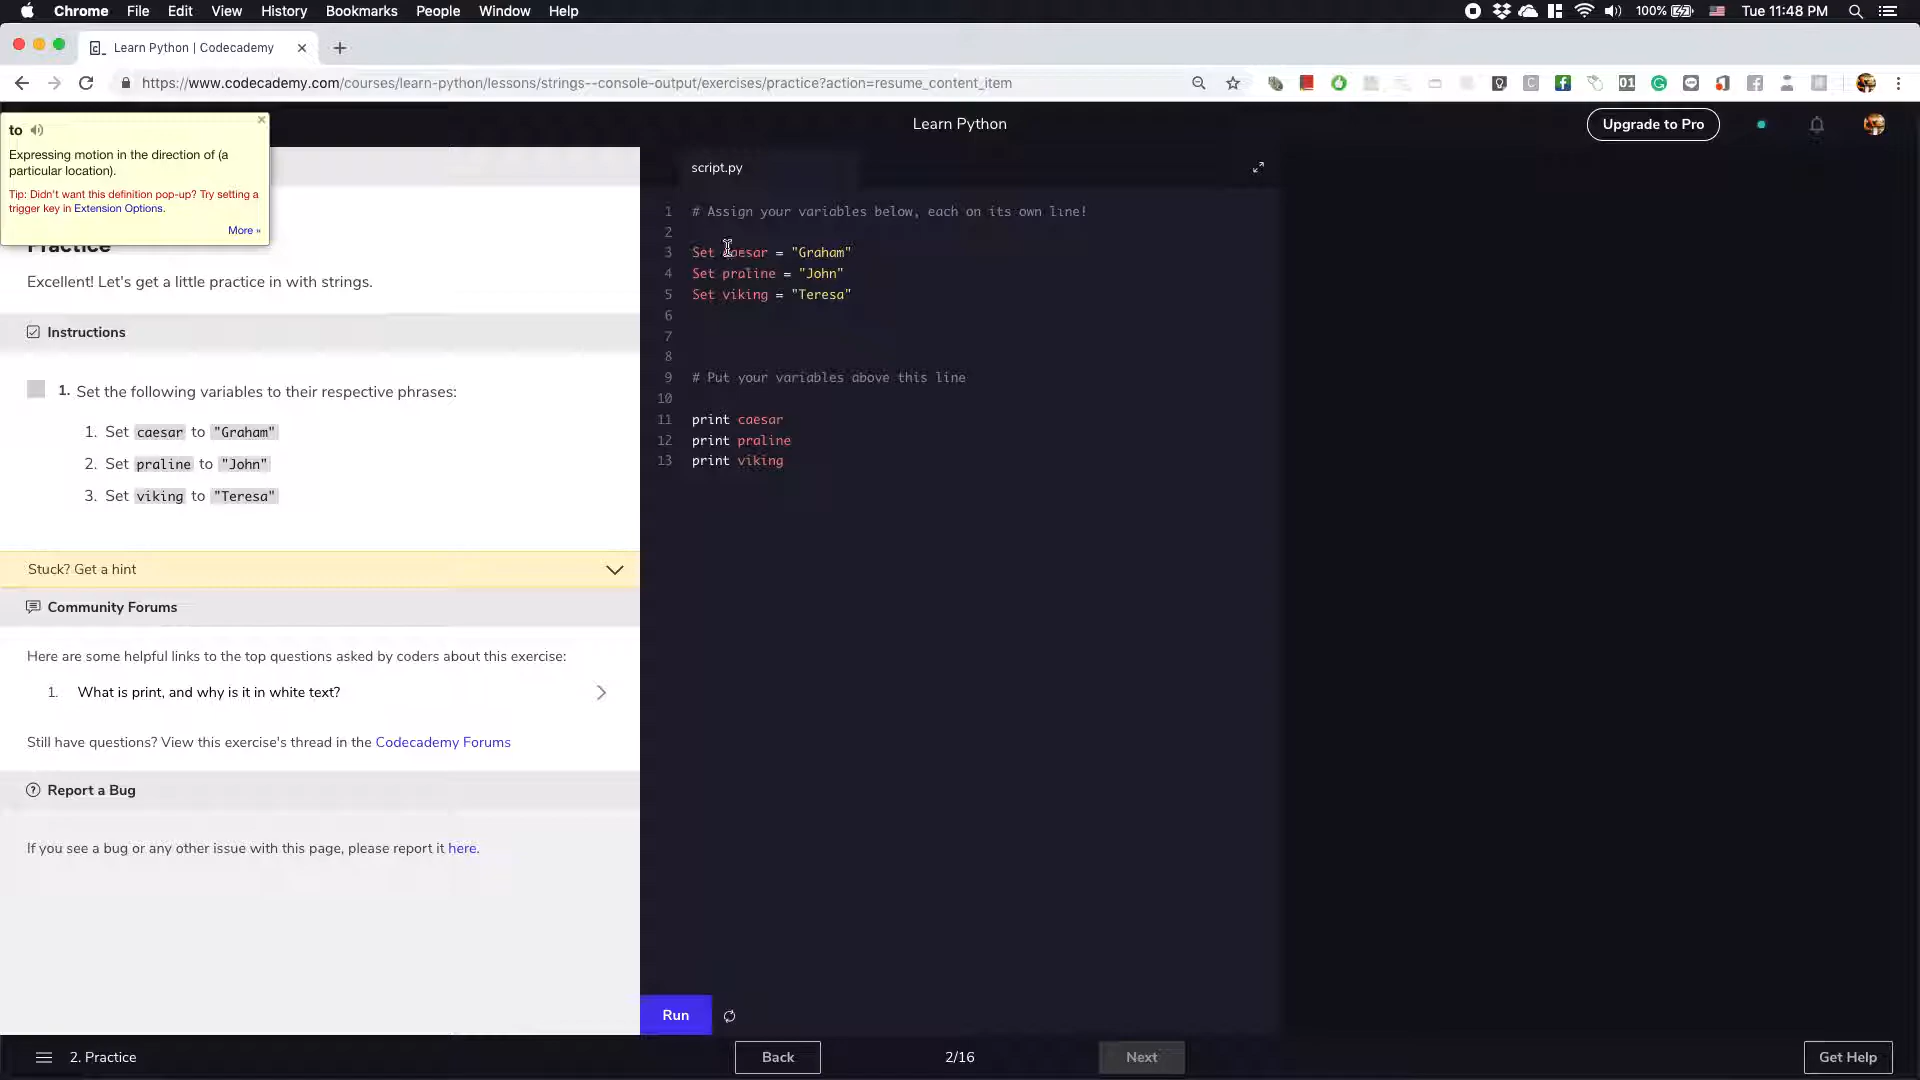 Chrome File Edit View History Bookmarks People Window Help
100% Tue 11:48 PM
Learn Python | Codecademy
https://www.codecademy.com/courses/learn-python/lessons/strings--console-output/exercises/practice?action=resume_content_item
Learn Python
Upgrade to Pro
to
Expressing motion in the direction of (a
particular location).
Tip: Didn't want this definition pop-up? Try setting a
trigger key in Extension Options.
More »
Practice
Excellent! Let's get a little practice in with strings.
Instructions
1. Set the following variables to their respective phrases:
1. Set caesar to "Graham"
2. Set praline to "John"
3. Set viking to "Teresa"
Stuck? Get a hint
Community Forums
Here are some helpful links to the top questions asked by coders about this exercise:
1. What is print, and why is it in white text?
Still have questions? View this exercise's thread in the Codecademy Forums
Report a Bug
If you see a bug or any other issue with this page, please report it here.
script.py
1 # Assign your variables below, each on its own line!
2
3 Set caesar = "Graham"
4 Set praline = "John"
5 Set viking = "Teresa"
6
7
8
9 # Put your variables above this line
10
11 print caesar
12 print praline
13 print viking
Run
2. Practice
Back
2/16
Next
Get Help